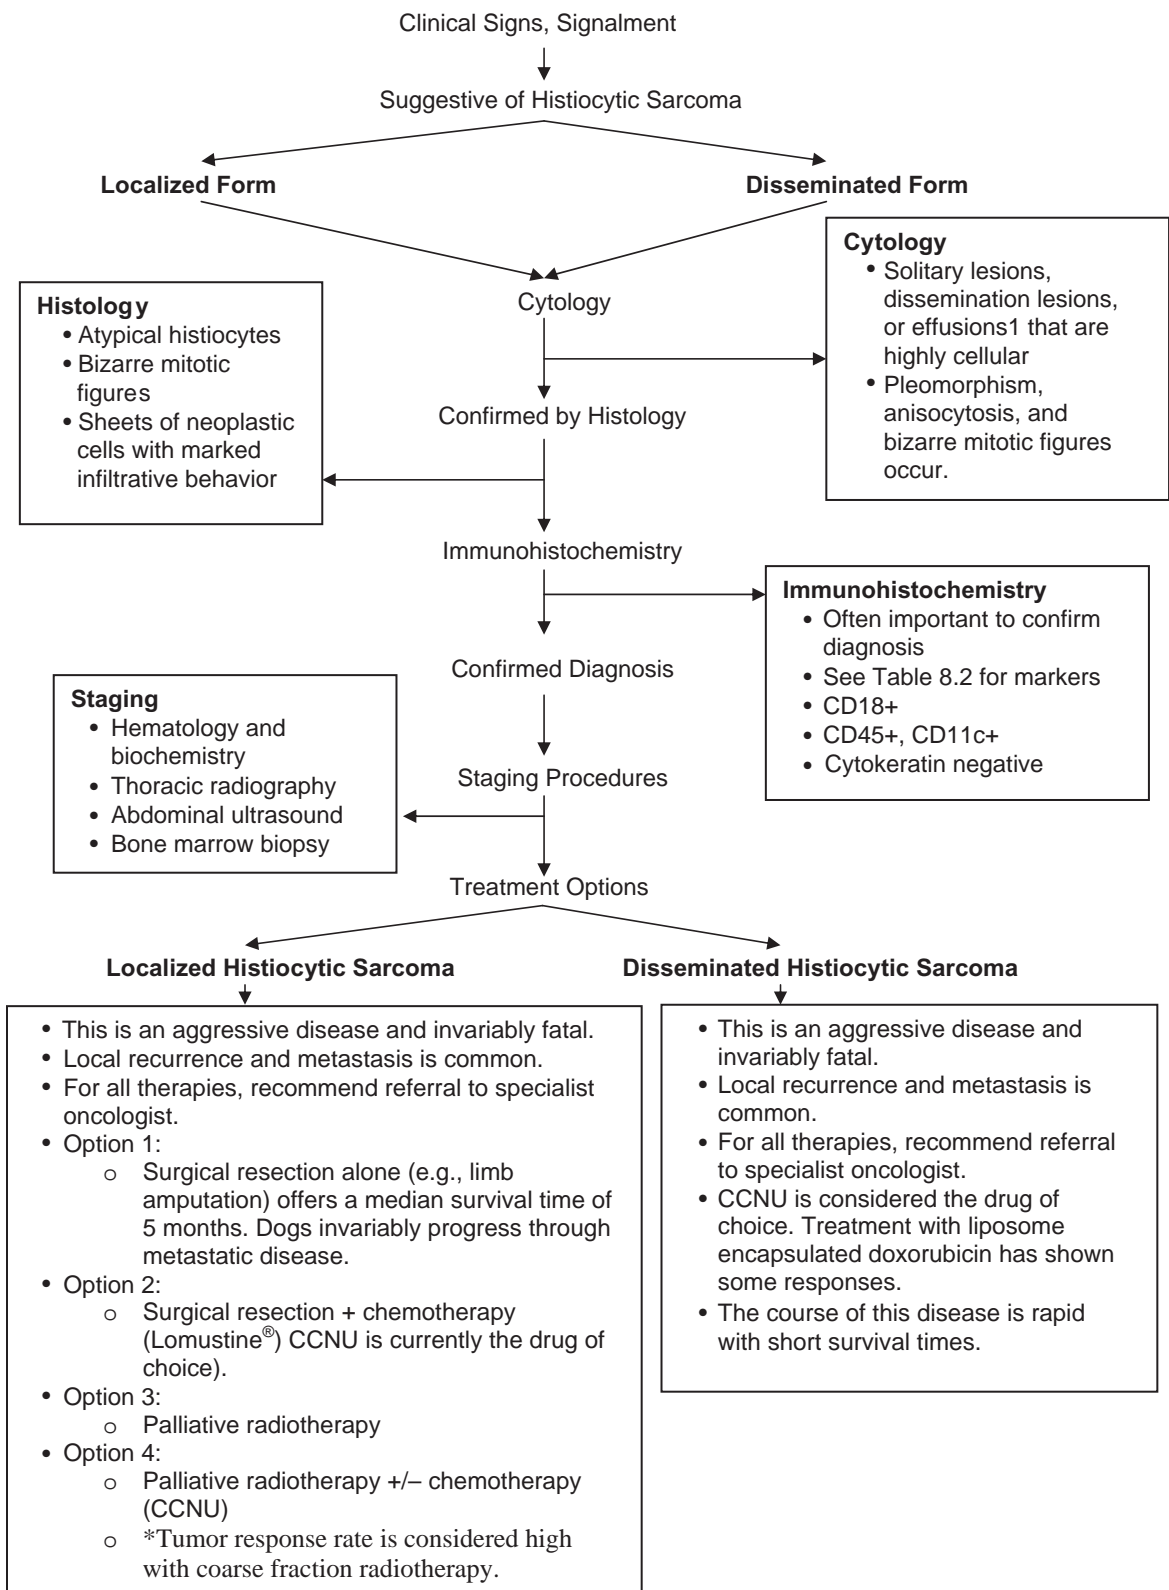 Clinical Signs, Signalment
Suggestive of Histiocytic Sarcoma
Localized Form
Disseminated Form
Cytology
• Solitary lesions,
dissemination lesions,
or effusions1 that are
highly cellular
• Pleomorphism,
anisocytosis, and
bizarre mitotic figures
occur.
Cytology
Histology
• Atypical histiocytes
• Bizarre mitotic
figures
• Sheets of neoplastic
cells with marked
infiltrative behavior
Confirmed by Histology
Immunohistochemistry
Immunohistochemistry
• Often important to confirm
diagnosis
• See Table 8.2 for markers
• CD18+
• CD45+, CD11c+
• Cytokeratin negative
Confirmed Diagnosis
Staging
• Hematology and
biochemistry
• Thoracic radiography
• Abdominal ultrasound
• Bone marrow biopsy
Staging Procedures
Treatment Options
Localized Histiocytic Sarcoma
• This is an aggressive disease and invariably fatal.
• Local recurrence and metastasis is common.
• For all therapies, recommend referral to specialist
oncologist.
• Option 1:
o Surgical resection alone (e.g., limb
amputation) offers a median survival time of
5 months. Dogs invariably progress through
metastatic disease.
• Option 2:
o Surgical resection + chemotherapy
(Lomustine®) CCNU is currently the drug of
choice).
• Option 3:
o Palliative radiotherapy
• Option 4:
o Palliative radiotherapy +/– chemotherapy
(CCNU)
o *Tumor response rate is considered high
with coarse fraction radiotherapy.
Disseminated Histiocytic Sarcoma
• This is an aggressive disease and
invariably fatal.
• Local recurrence and metastasis is
common.
• For all therapies, recommend referral
to specialist oncologist.
• CCNU is considered the drug of
choice. Treatment with liposome
encapsulated doxorubicin has shown
some responses.
• The course of this disease is rapid
with short survival times.